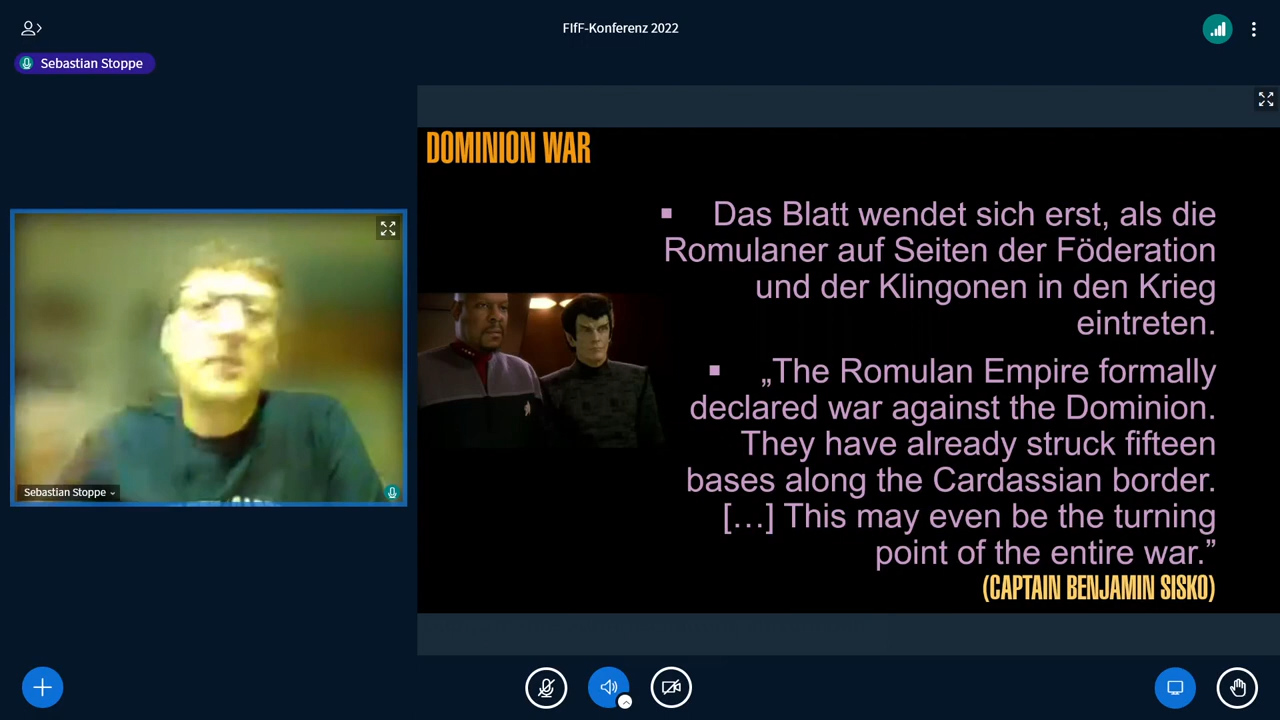 FIfF-Konferenz 2022
Sebastian Stoppe
DOMINION WAR
▪ Das Blatt wendet sich erst, als die
Romulaner auf Seiten der Föderation
und der Klingonen in den Krieg
eintreten.
▪ „The Romulan Empire formally
declared war against the Dominion.
They have already struck fifteen
bases along the Cardassian border.
[…] This may even be the turning
point of the entire war.”
(CAPTAIN BENJAMIN SISKO)
Sebastian Stoppe